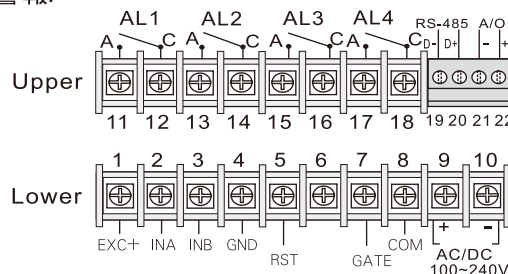 警報.
AL1 AL2 AL3 AL4 RS-485 A/O
A C A C A C A C D- D+ - +
Upper
11 12 13 14 15 16 17 18 19 20 21 22
1 2 3 4 5 6 7 8 9 10
Lower
EXC+ INA INB GND RST GATE COM + -
AC/DC
100~240V